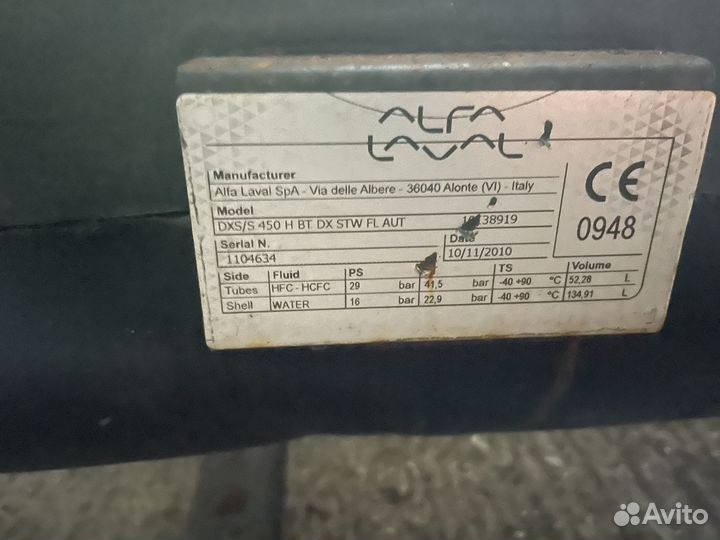 ALFA
LAVAL
Manufacturer
Alfa Laval SpA - Via delle Albere - 36040 Alonte (VI) - Italy
Model
DXS/S 450 H BT DX STW FL AUT
CE
0948
Serial N. Date
1104634 10/11/2010
Side Fluid PS TS Volume
Tubes HFC - HCFC 29 bar 41,5 bar -40 +90 °C 52,28 L
Shell WATER 16 bar 22,9 bar -40 +90 °C 134,91 L
Avito